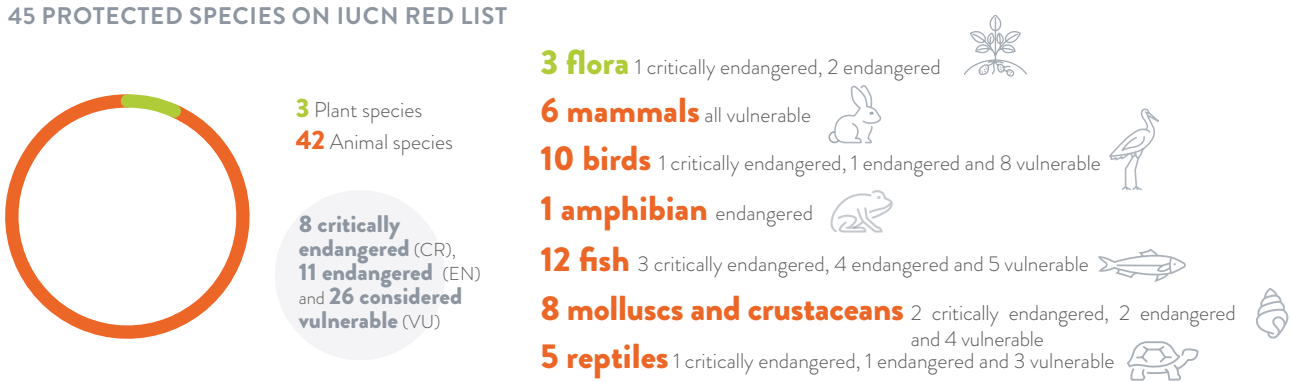 45 PROTECTED SPECIES ON IUCN RED LIST
3 Plant species
42 Animal species
8 critically
endangered (CR),
11 endangered (EN)
and 26 considered
vulnerable (VU)
3 flora 1 critically endangered, 2 endangered
6 mammals all vulnerable
10 birds 1 critically endangered, 1 endangered and 8 vulnerable
1 amphibian endangered
12 fish 3 critically endangered, 4 endangered and 5 vulnerable
8 molluscs and crustaceans 2 critically endangered, 2 endangered
and 4 vulnerable
5 reptiles 1 critically endangered, 1 endangered and 3 vulnerable